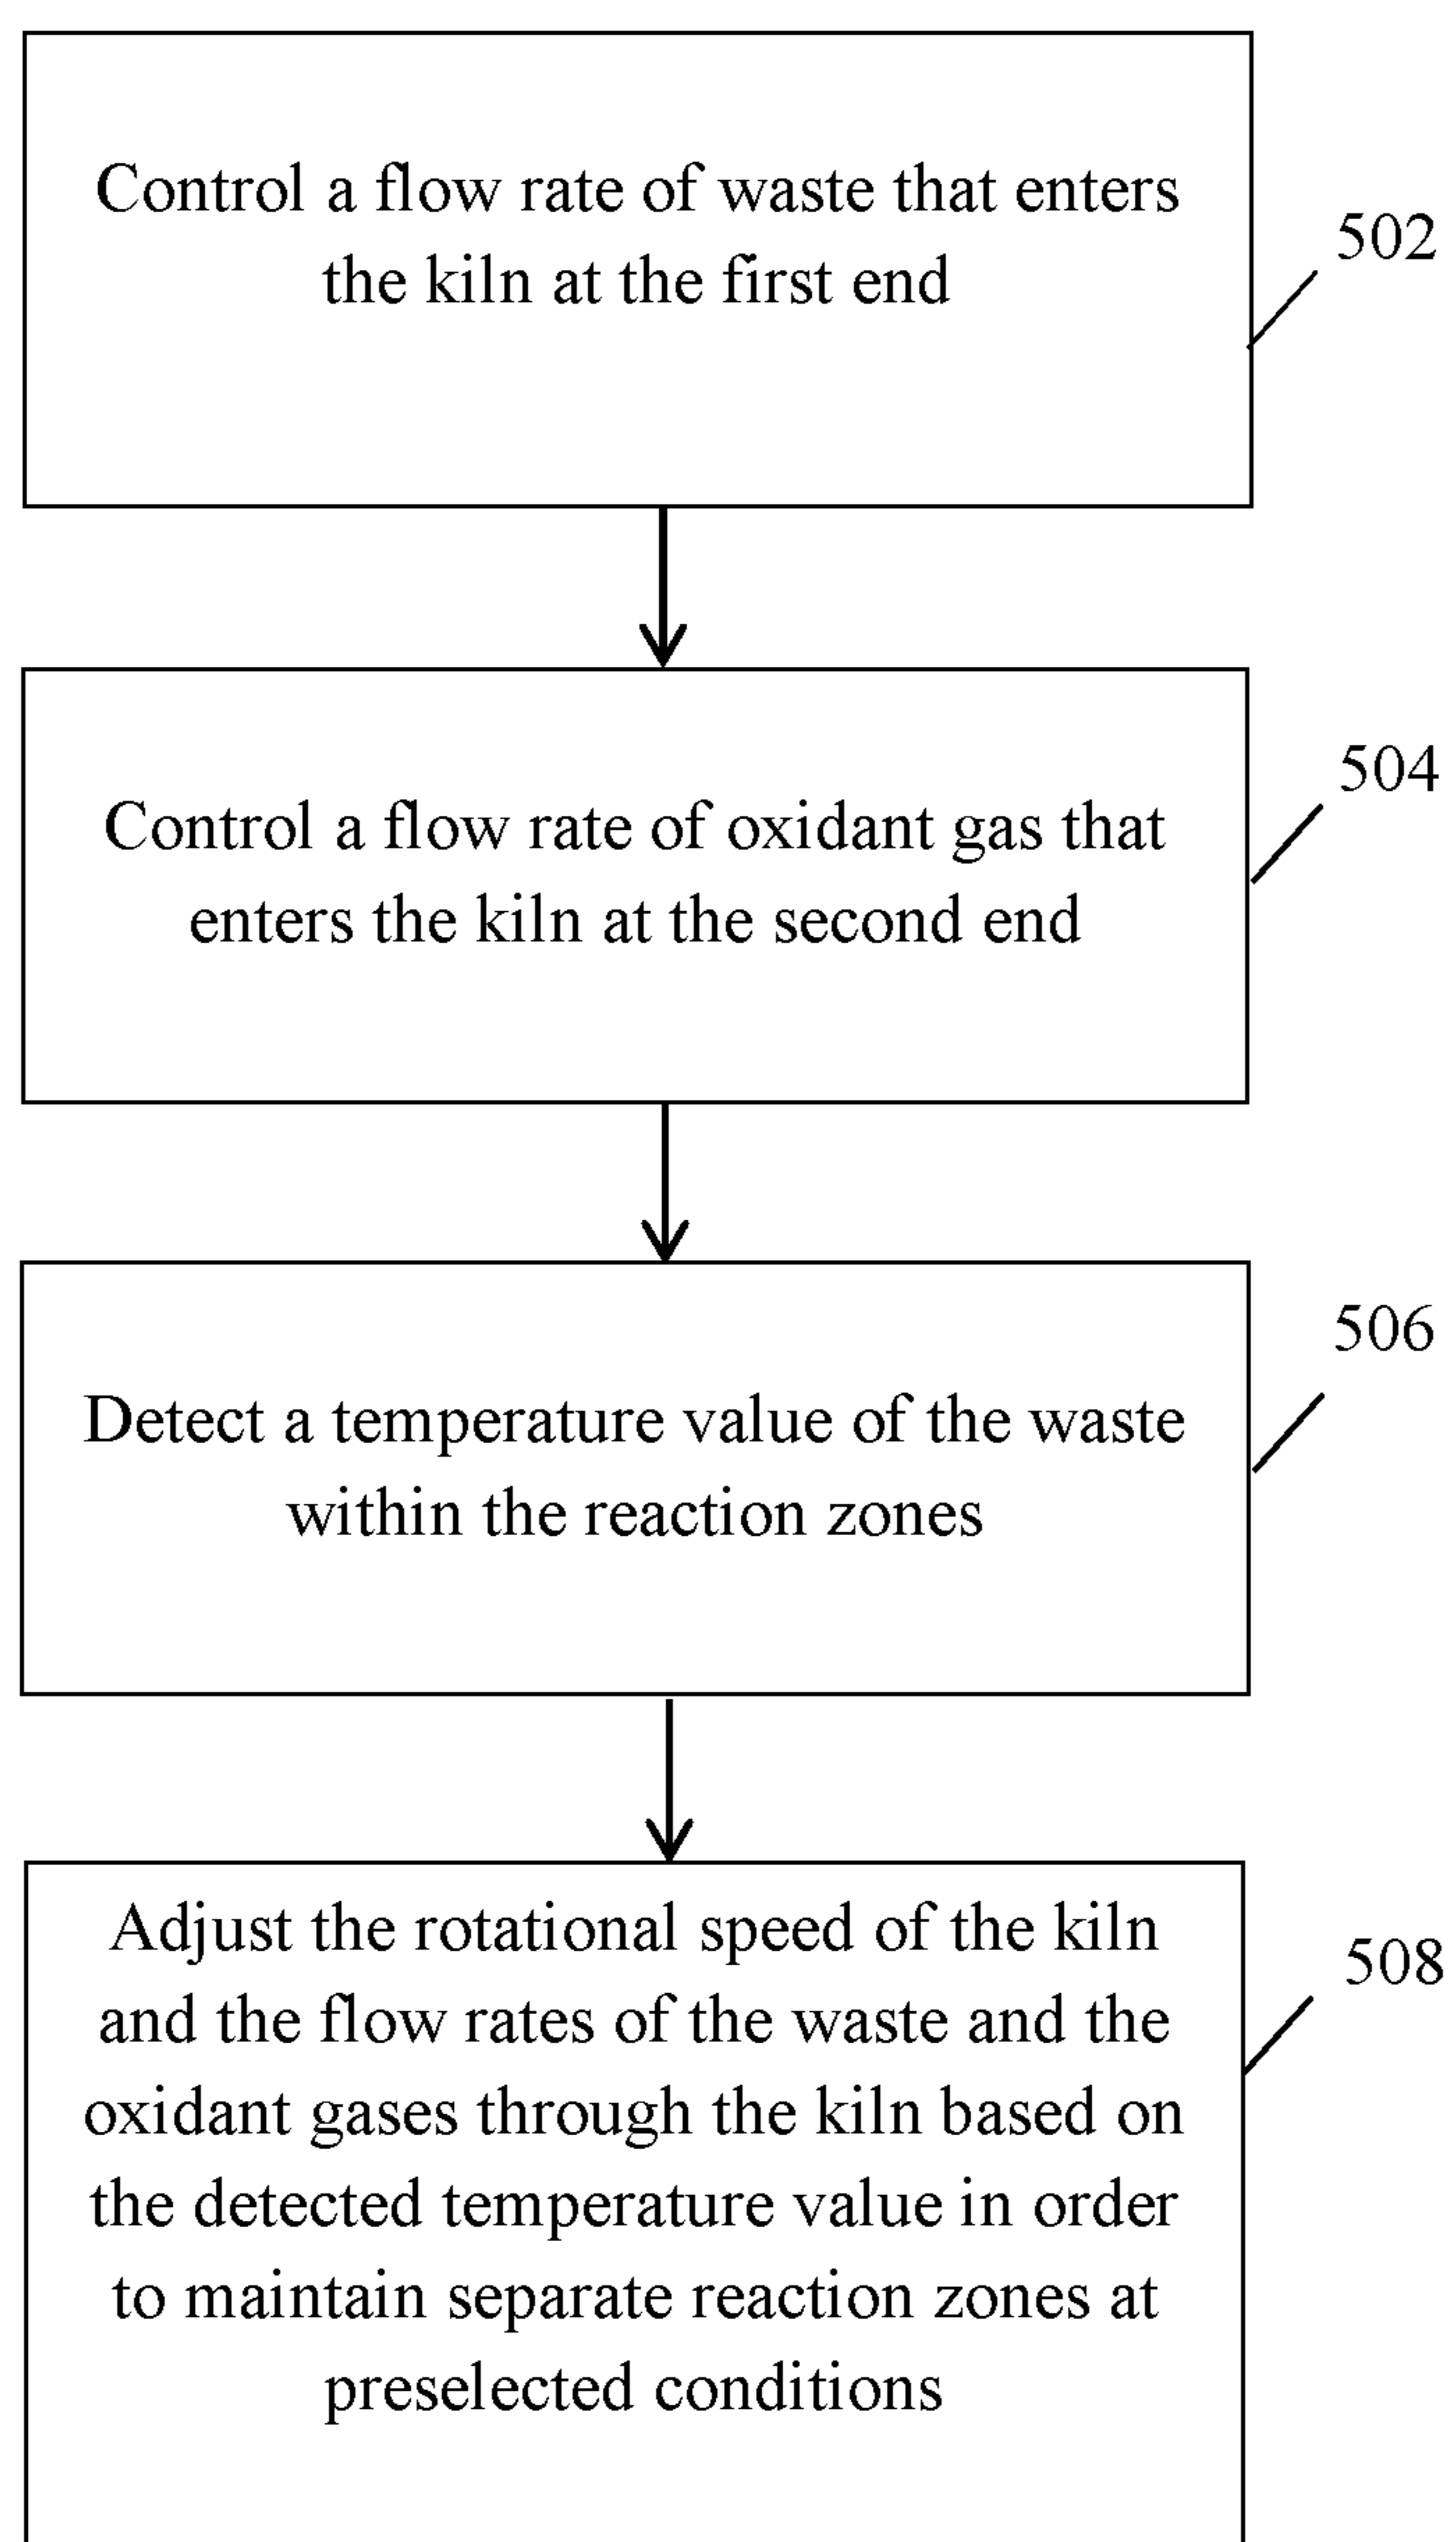 Control a flow rate of waste that enters
the kiln at the first end
502
Control a flow rate of oxidant gas that
enters the kiln at the second end
504
Detect a temperature value of the waste
within the reaction zones
506
Adjust the rotational speed of the kiln
and the flow rates of the waste and the
oxidant gases through the kiln based on
the detected temperature value in order
to maintain separate reaction zones at
preselected conditions
508